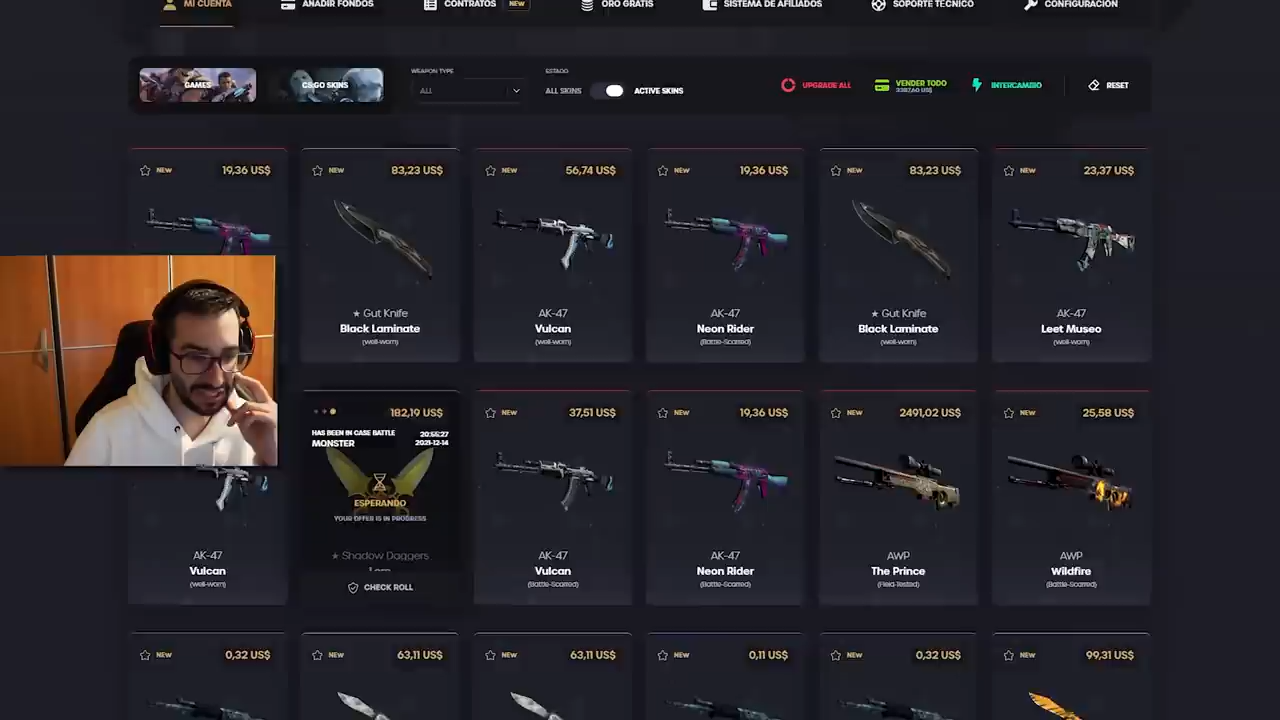 MI CUENTA AÑADIR FONDOS CONTRATOS NEW ORO GRATIS SISTEMA DE AFILIADOS SOPORTE TÉCNICO CONFIGURACIÓN
WEAPON TYPE ESTADO
GAMES CS:GO SKINS ALL ALL SKINS ACTIVE SKINS UPGRADE ALL VENDER TODO INTERCAMBIO RESET
NEW 19,36 US$ NEW 83,23 US$ NEW 56,74 US$ NEW 19,36 US$ NEW 83,23 US$ NEW 23,37 US$
★ Gut Knife AK-47 AK-47 ★ Gut Knife AK-47
Black Laminate Vulcan Neon Rider Black Laminate Leet Museo
(well-worn) (well-worn) (Battle-Scarred) (well-worn) (well-worn)
182,19 US$ NEW 37,51 US$ NEW 19,36 US$ NEW 2491,02 US$ NEW 25,58 US$
HAS BEEN IN CASE BATTLE 20:55:27
MONSTER 2021-12-14
ESPERANDO
YOUR OFFER IS IN PROGRESS
AK-47 ★ Shadow Daggers AK-47 AK-47 AWP AWP
Vulcan Vulcan Neon Rider The Prince Wildfire
(well-worn) CHECK ROLL (Battle-Scarred) (Battle-Scarred) (Field-Tested) (Battle-Scarred)
NEW 0,32 US$ NEW 63,11 US$ NEW 63,11 US$ NEW 0,11 US$ NEW 0,32 US$ NEW 99,31 US$